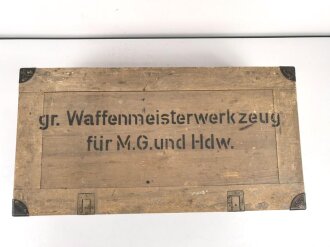 gr. Waffenmeisterwerkzeug
für M.G. und Hdw.